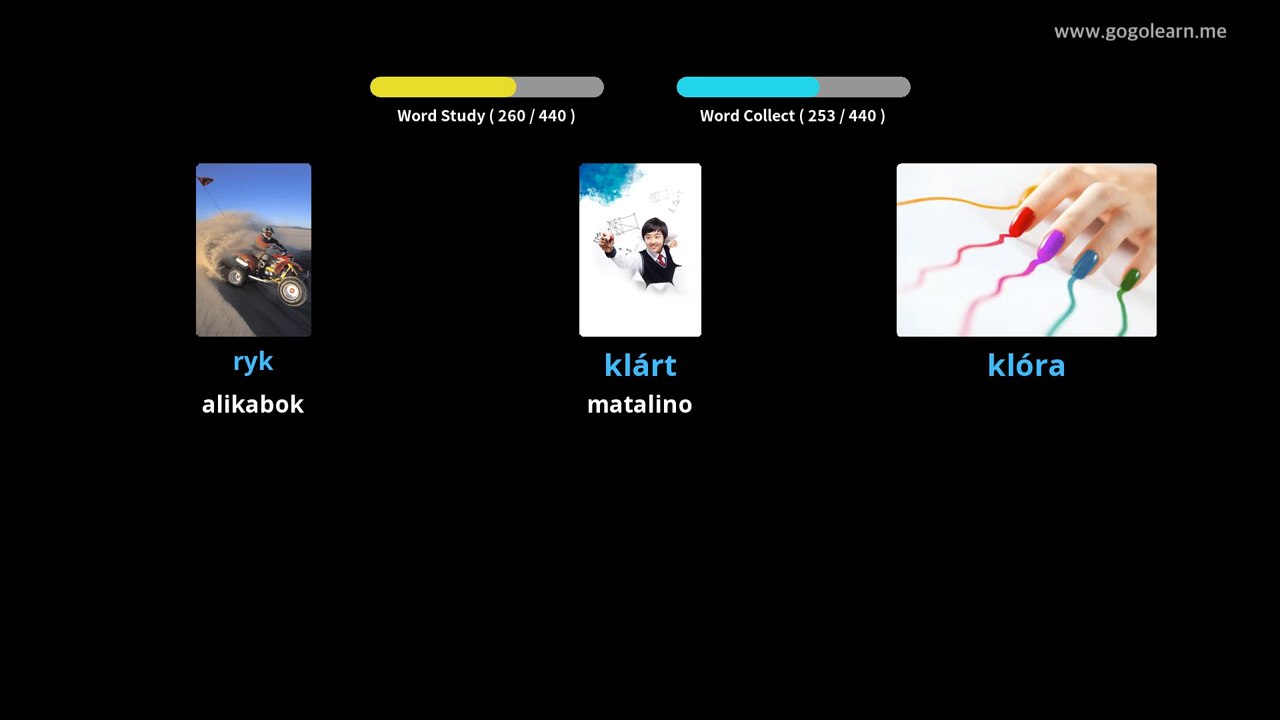 www.gogolearn.me
Word Study ( 260 / 440 )
Word Collect ( 253 / 440 )
ryk
alikabok
klárt
matalino
klóra